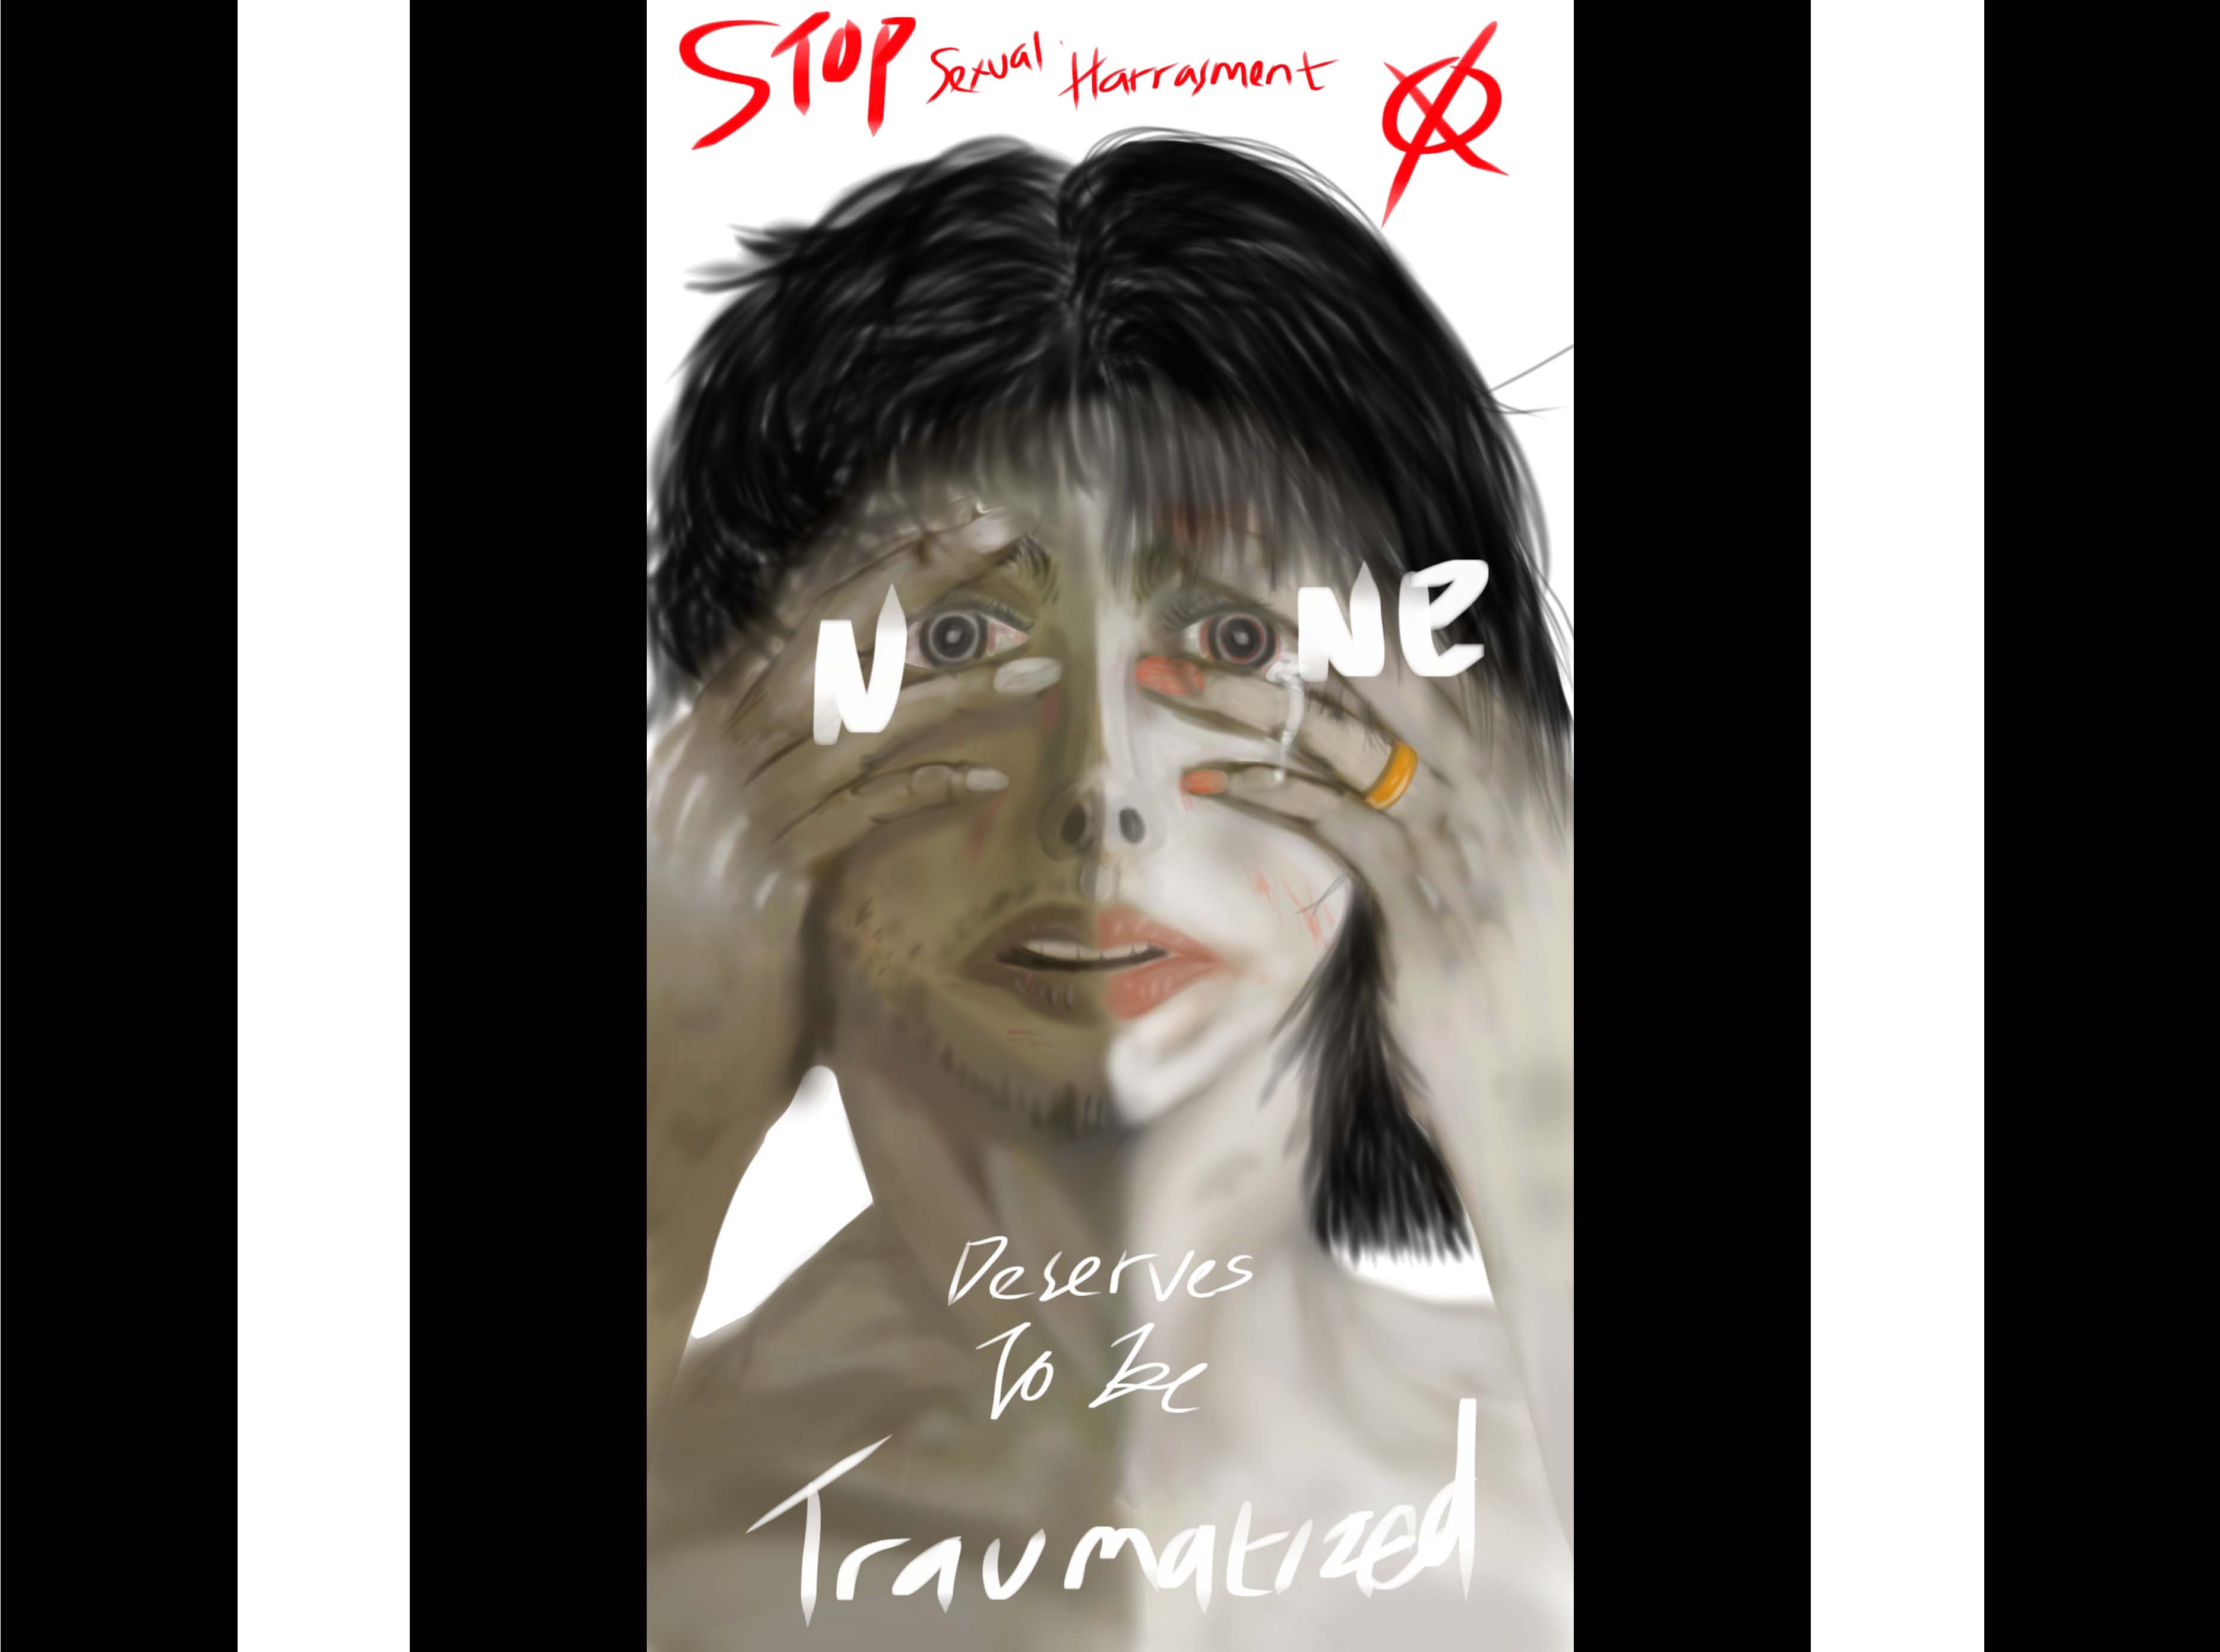 STOP Sexual Harrasment
N NE
Deserves
To be
Traumatized